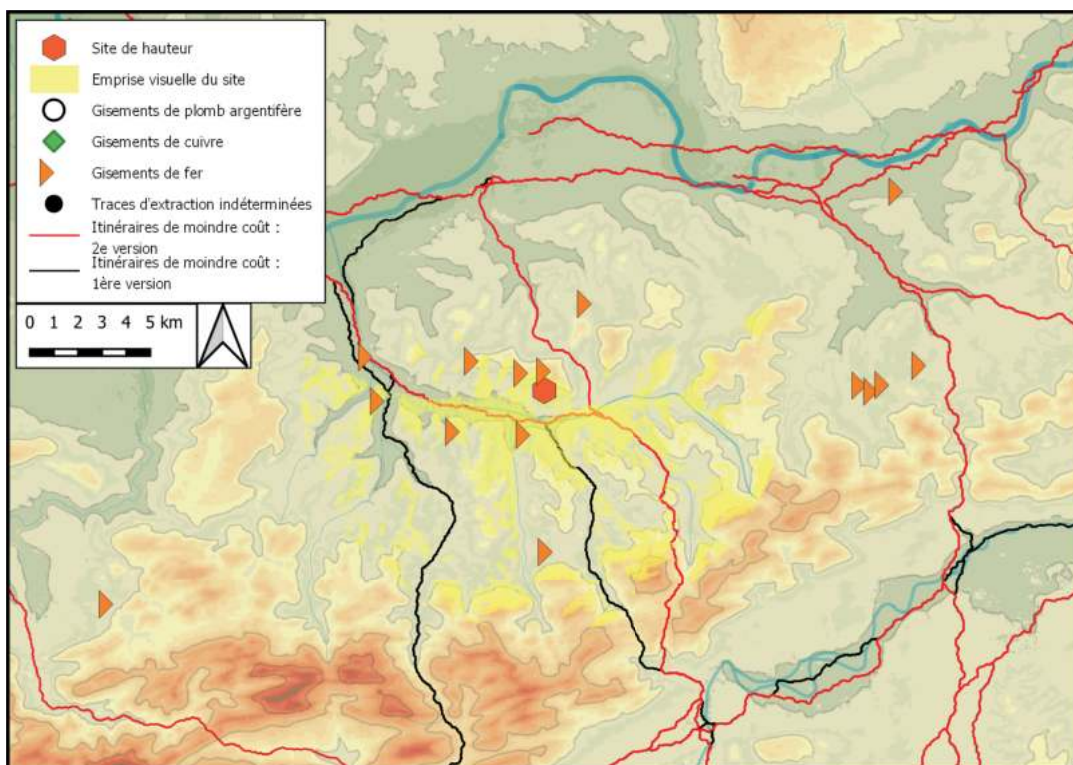 Site de hauteur
Emprise visuelle du site
Gisements de plomb argentifère
Gisements de cuivre
Gisements de fer
Traces d'extraction indéterminées
Itinéraires de moindre coût :
2e version
Itinéraires de moindre coût :
1ère version
0 1 2 3 4 5 km